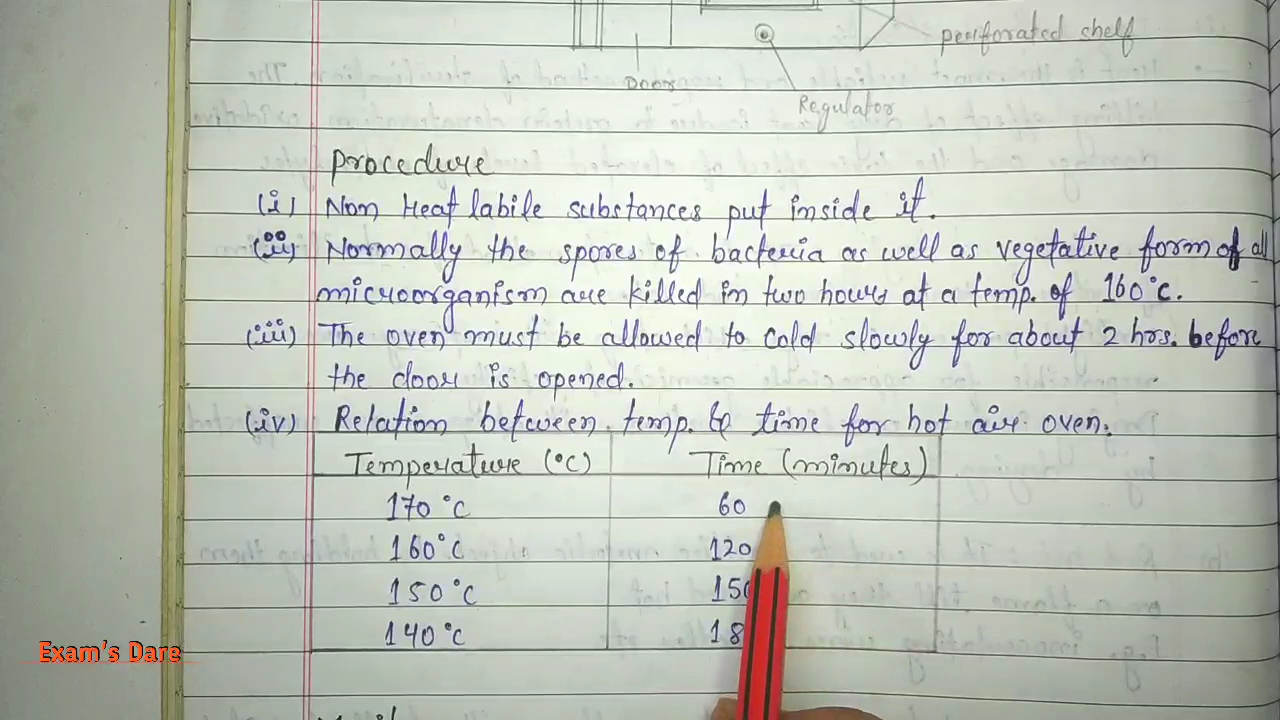 perforated shelf
Door
Regulator
Procedure
(i) Non Heat labile substances put inside it.
(ii) Normally the spores of bacteria as well as vegetative form of all
microorganism are killed in two hours at a temp. of 160°C.
(iii) The oven must be allowed to cold slowly for about 2 hrs. before
the door is opened.
(iv) Relation between temp. & time for hot air oven.
Temperature (°C) Time (minutes)
170°C 60
160°C 120
150°C 150
140°C 18
Exam's Dare